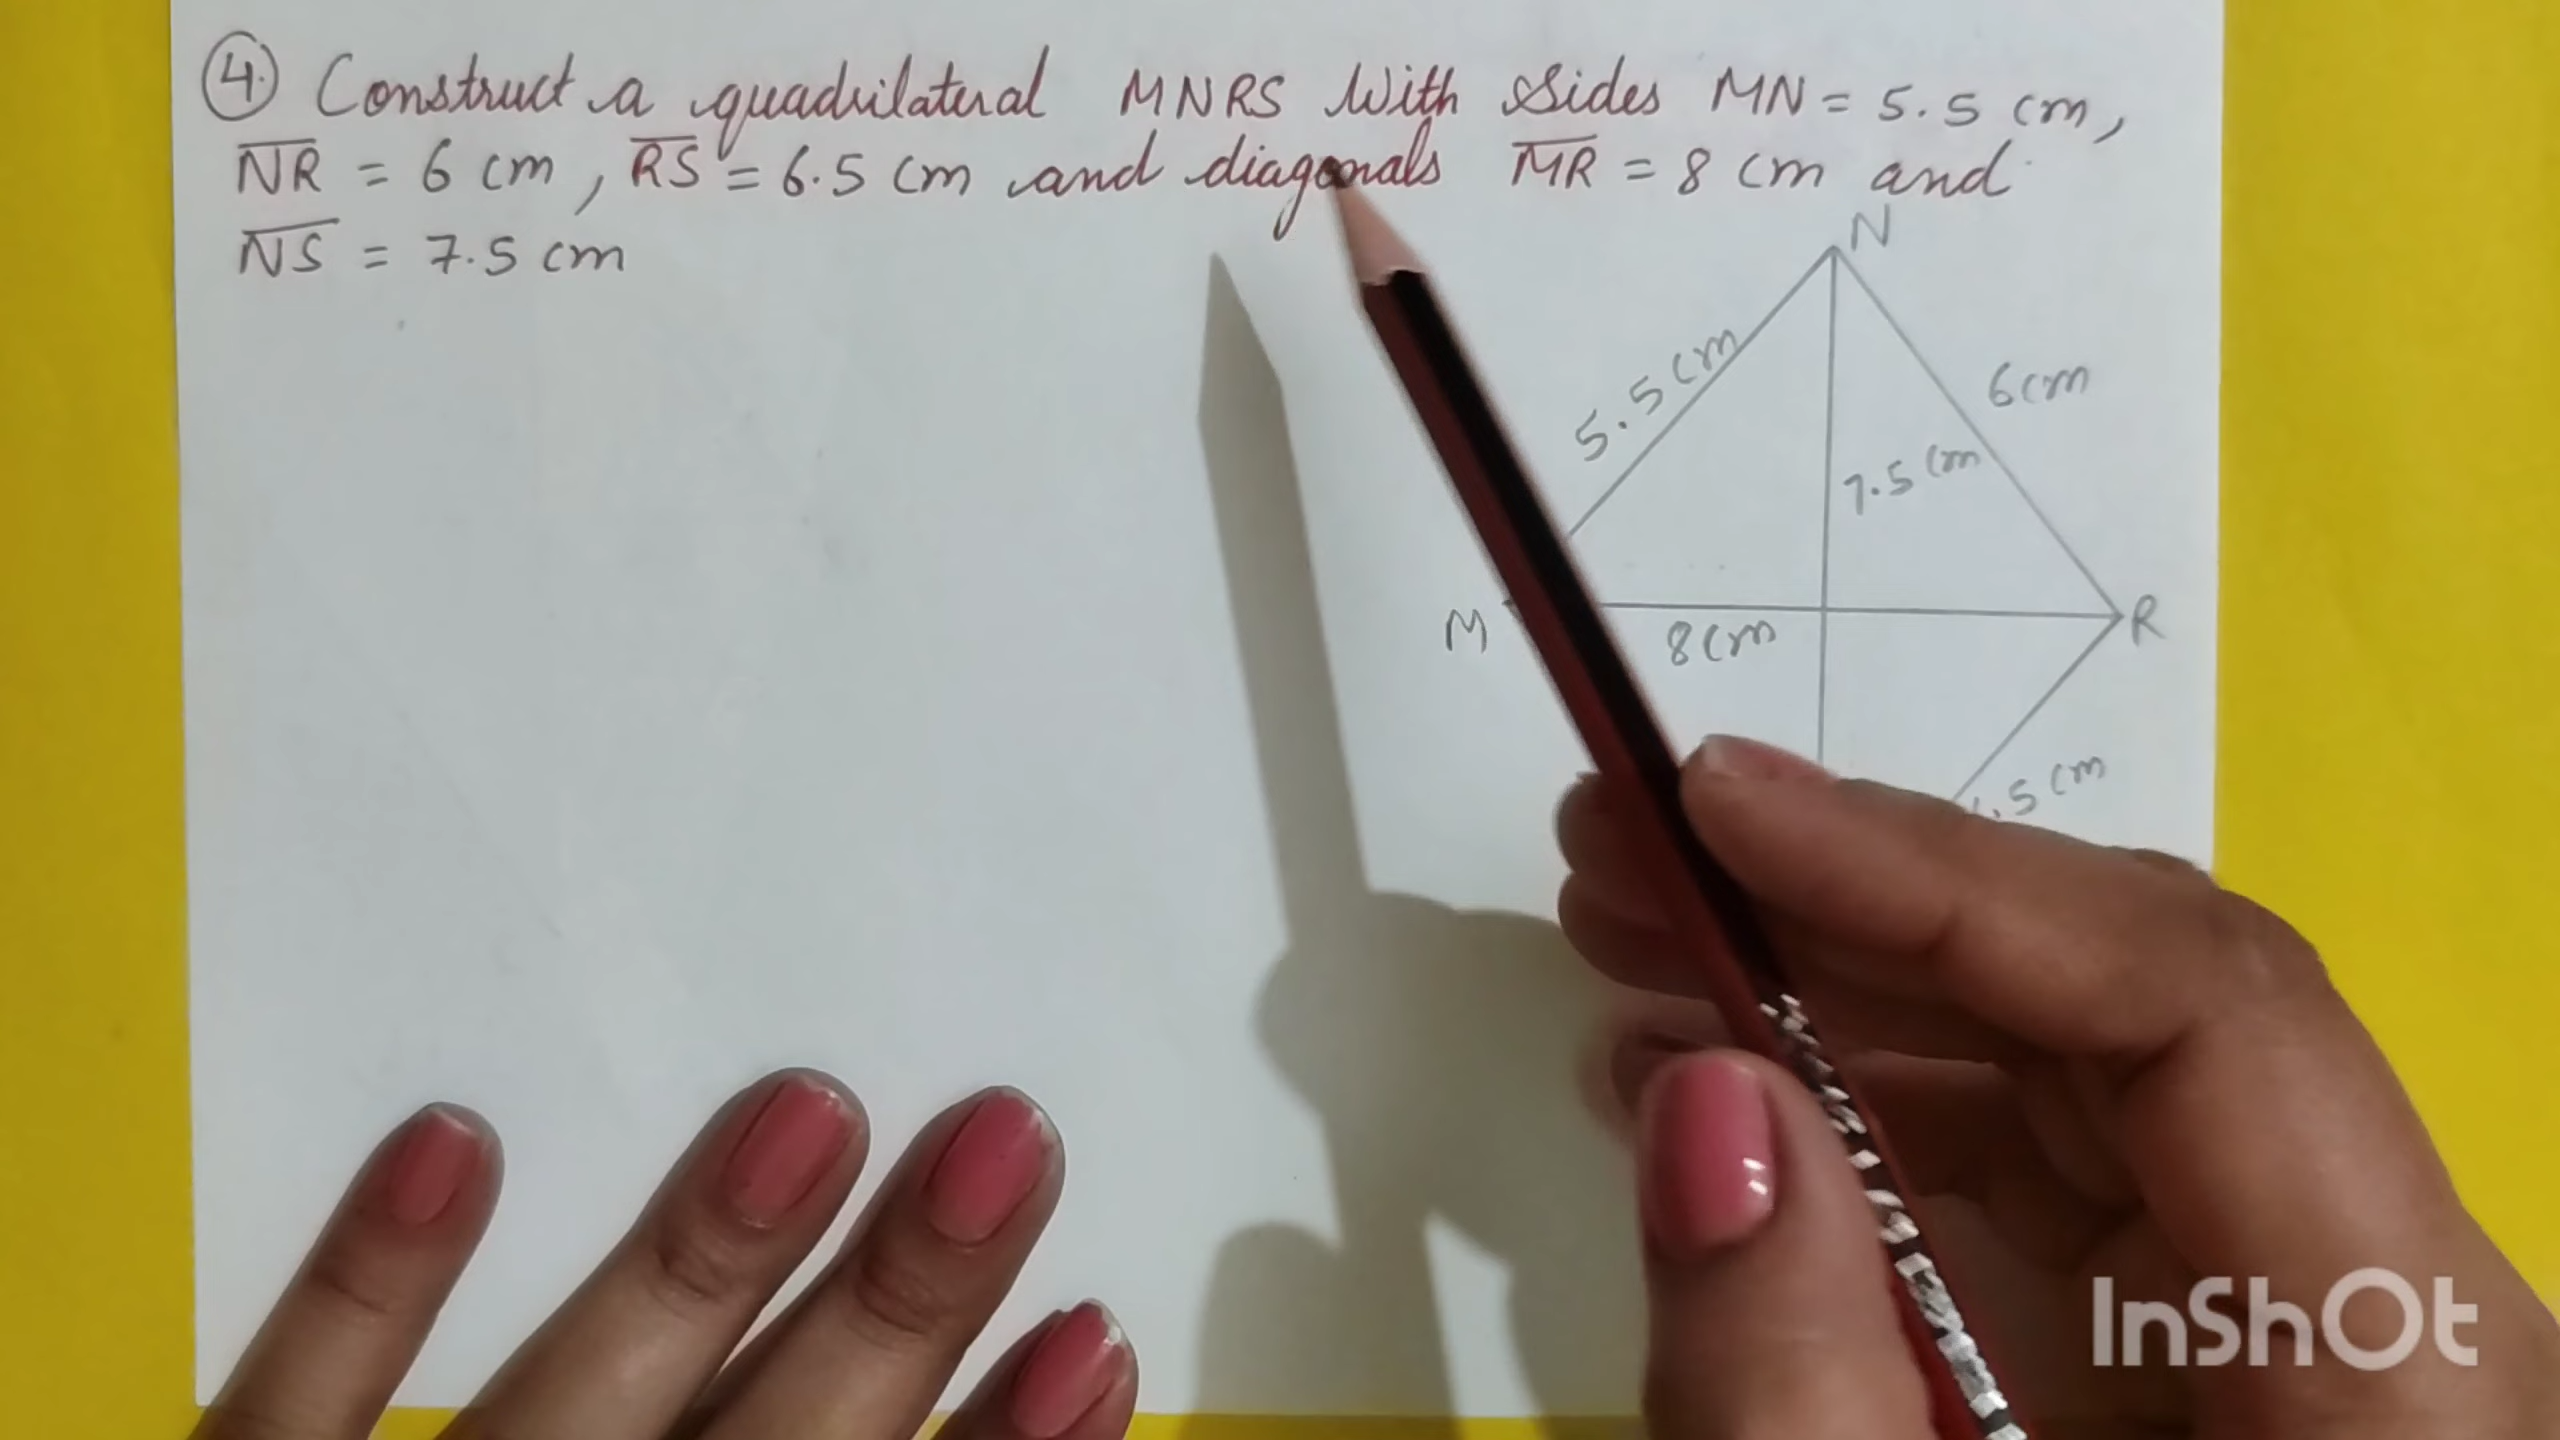 4. Construct a quadrilateral MNRS With Sides MN = 5.5 cm,
NR = 6 cm, RS = 6.5 cm and diagonals MR = 8 cm and
NS = 7.5 cm
N
5.5 cm
6 cm
7.5 cm
M
8 cm
R
.5 cm
InShOt